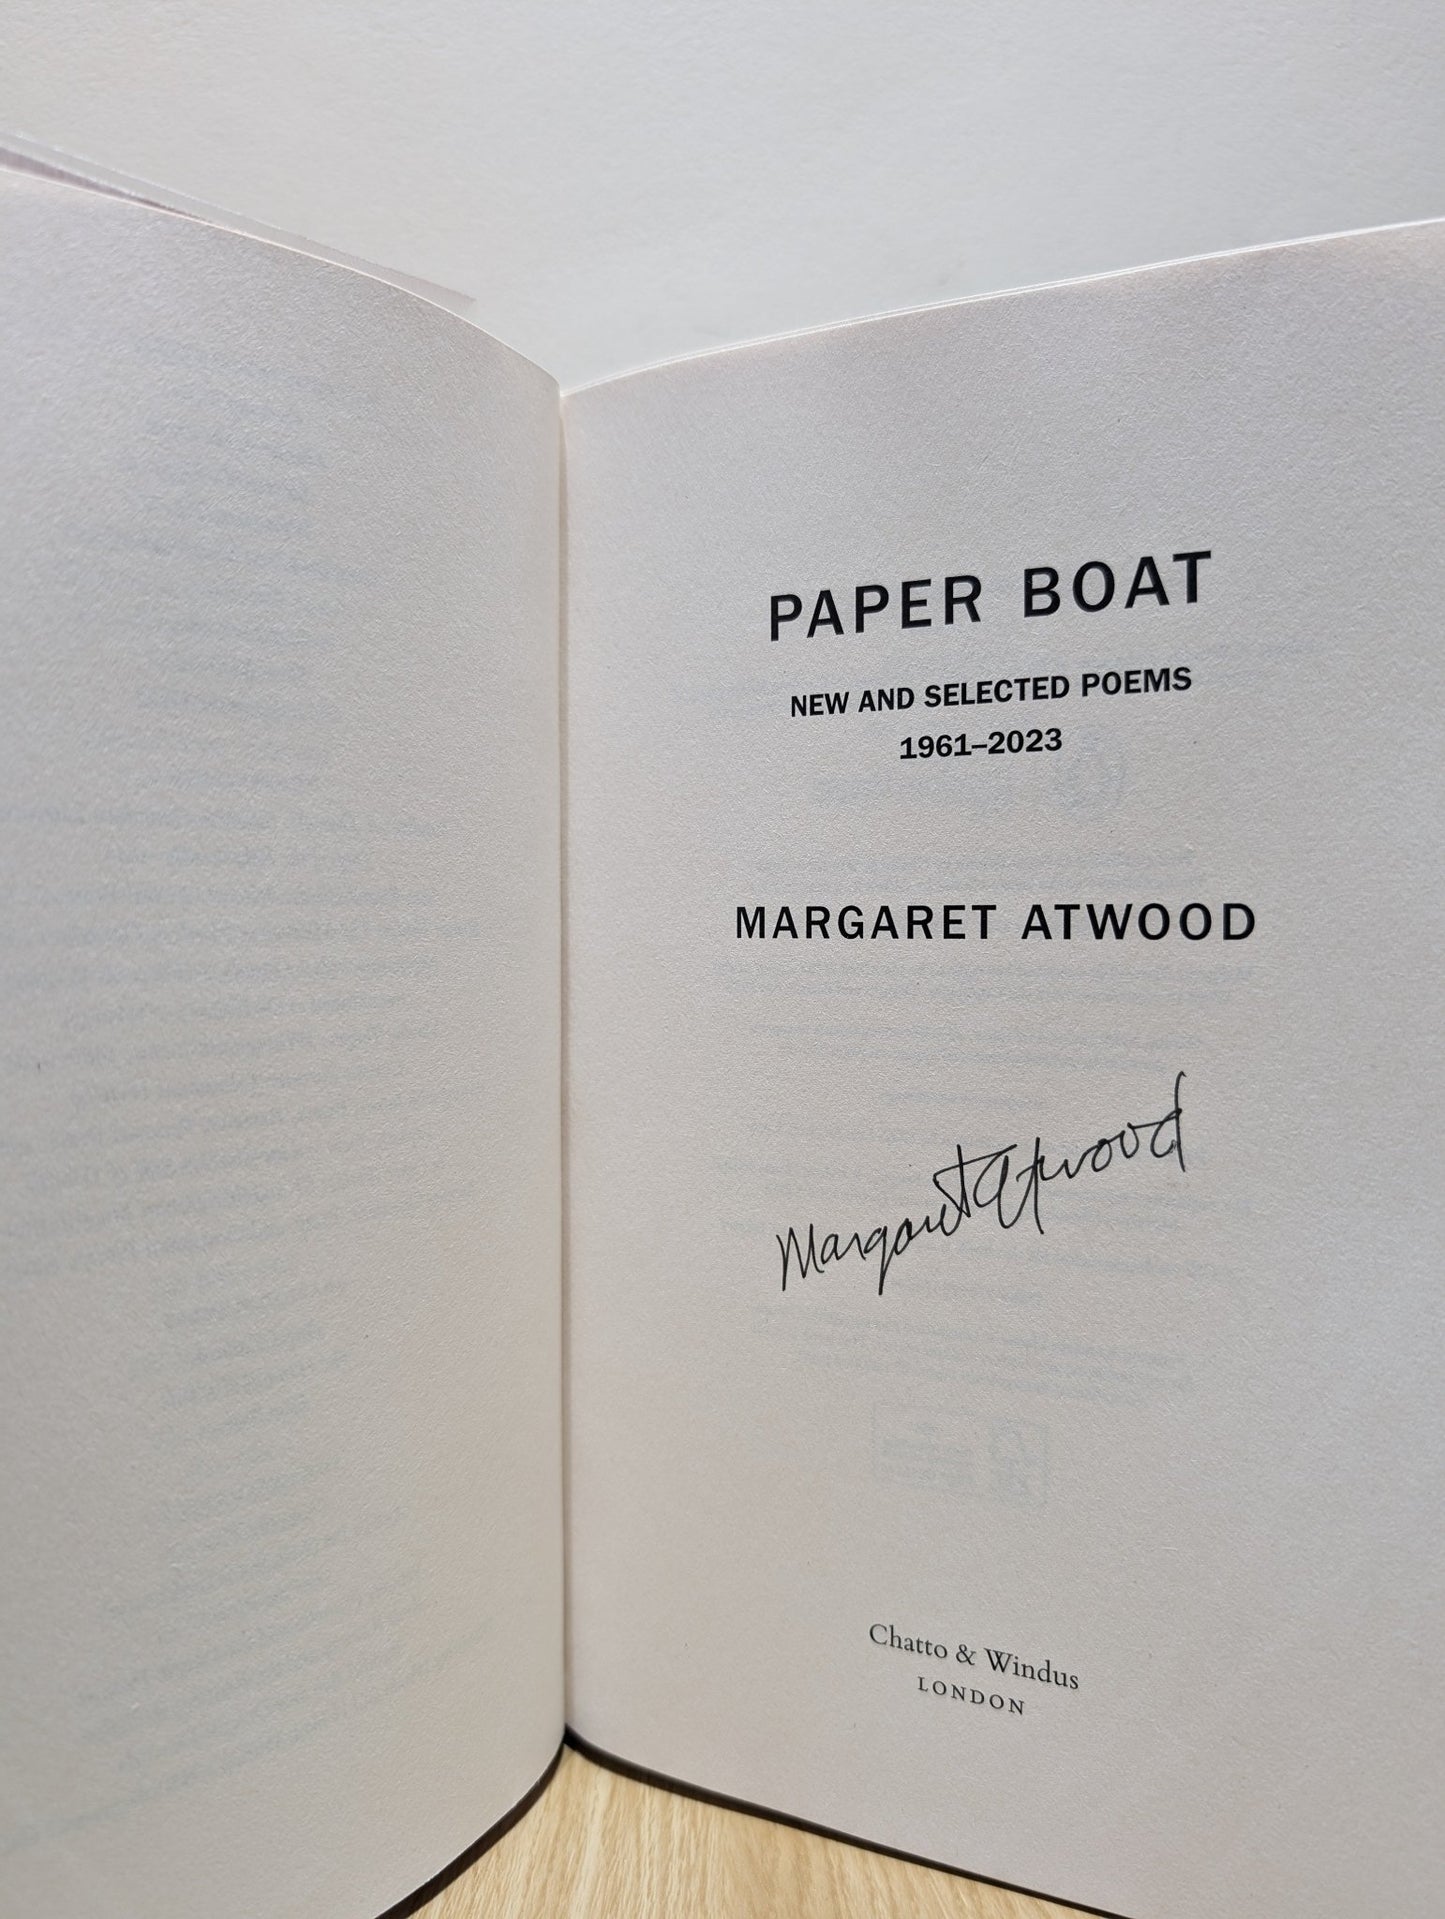 PAPER BOAT
NEW AND SELECTED POEMS
1961–2023
MARGARET ATWOOD
Margaret Atwood
Chatto & Windus
LONDON